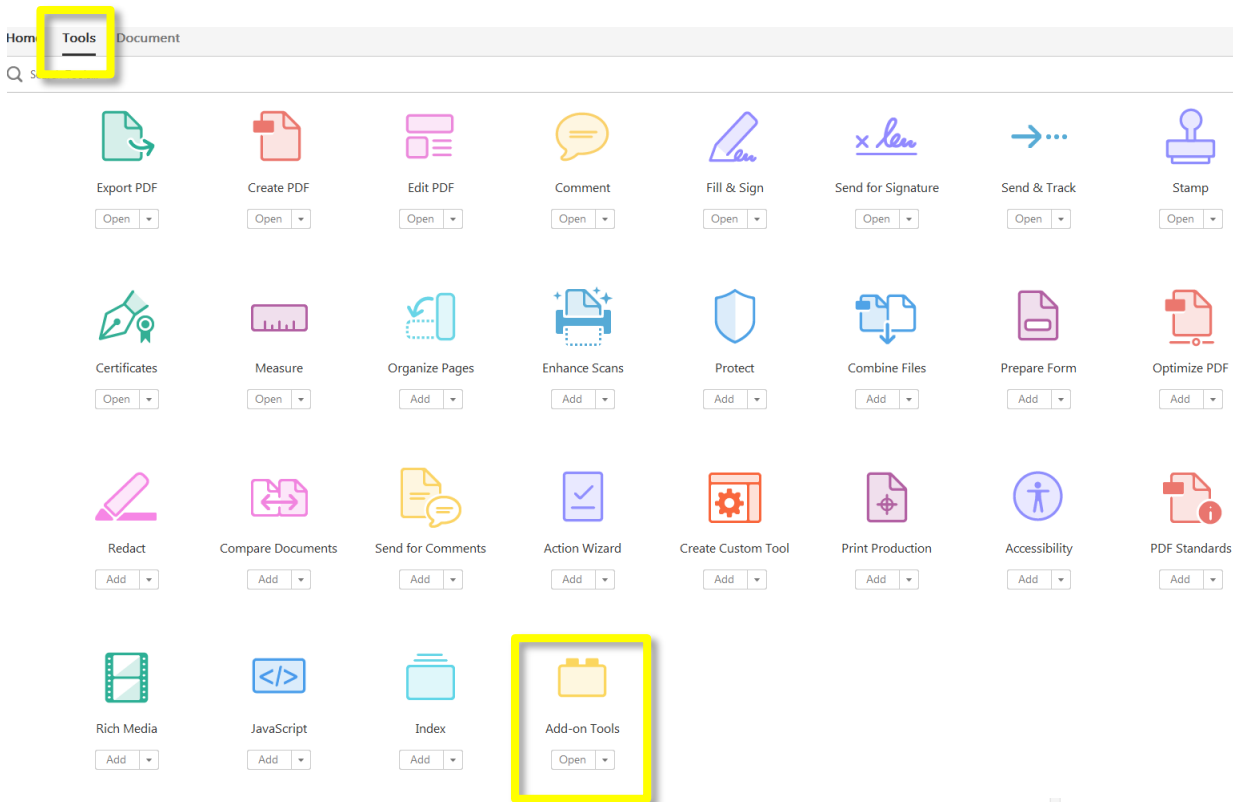 Home Tools Document
Export PDF Create PDF Edit PDF Comment Fill & Sign Send for Signature Send & Track Stamp
Open Open Open Open Open Open Open Open
Certificates Measure Organize Pages Enhance Scans Protect Combine Files Prepare Form Optimize PDF
Open Open Add Add Add Add Add Add
Redact Compare Documents Send for Comments Action Wizard Create Custom Tool Print Production Accessibility PDF Standards
Add Add Add Add Add Add Add Add
Rich Media JavaScript Index Add-on Tools
Add Add Add Open